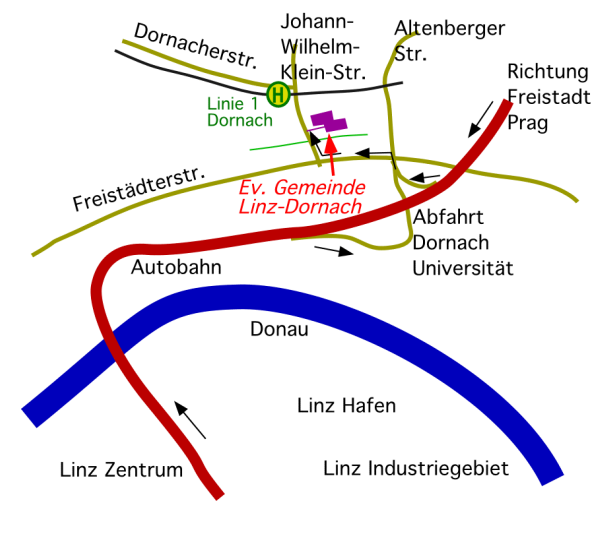 Johann-
Wilhelm-
Klein-Str.
Altenberger
Str.
Dornacherstr.
Richtung
Freistadt
Prag
H
Linie 1
Dornach
Freistädterstr.
Ev. Gemeinde
Linz-Dornach
Abfahrt
Dornach
Universität
Autobahn
Donau
Linz Hafen
Linz Zentrum
Linz Industriegebiet